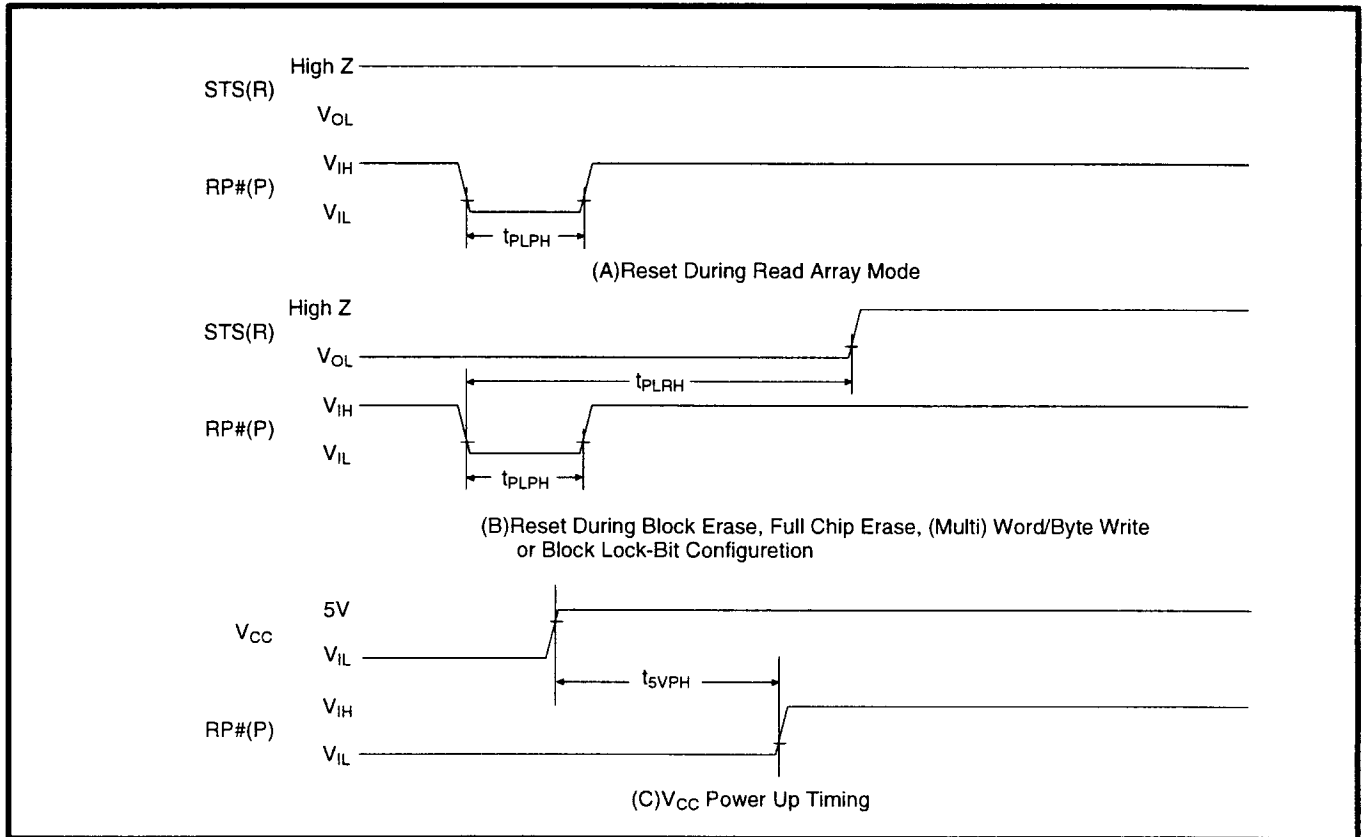 High Z
STS(R)
VOL
VIH
RP#(P)
VIL
tPLPH
(A)Reset During Read Array Mode
High Z
STS(R)
VOL
tPLRH
VIH
RP#(P)
VIL
tPLPH
(B)Reset During Block Erase, Full Chip Erase, (Multi) Word/Byte Write
or Block Lock-Bit Configuretion
5V
VCC
VIL
t5VPH
VIH
RP#(P)
VIL
(C)VCC Power Up Timing